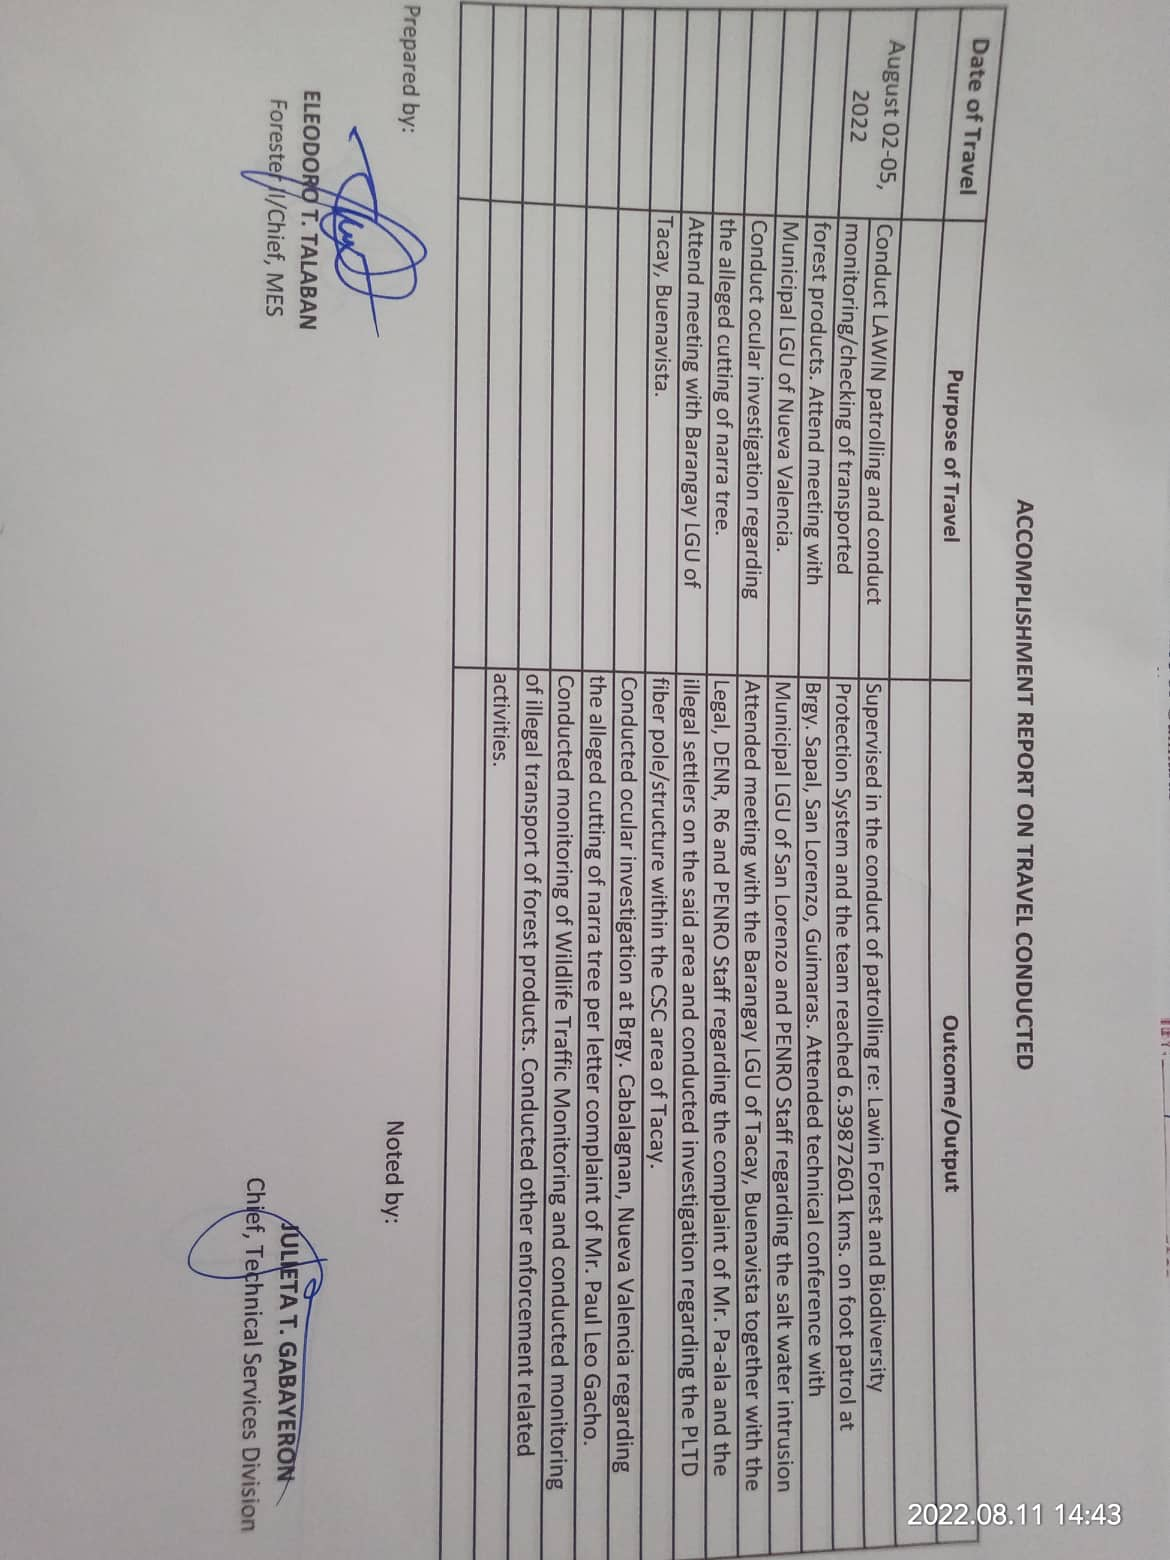 ACCOMPLISHMENT REPORT ON TRAVEL CONDUCTED
Date of Travel
Purpose of Travel
Outcome/Output
August 02-05,
2022
Conduct LAWIN patrolling and conduct
monitoring/checking of transported
forest products. Attend meeting with
Municipal LGU of Nueva Valencia.
Conduct ocular investigation regarding
the alleged cutting of narra tree.
Attend meeting with Barangay LGU of
Tacay, Buenavista.
Supervised in the conduct of patrolling re: Lawin Forest and Biodiversity
Protection System and the team reached 6.39872601 kms. on foot patrol at
Brgy. Sapal, San Lorenzo, Guimaras. Attended technical conference with
Municipal LGU of San Lorenzo and PENRO Staff regarding the salt water intrusion
Attended meeting with the Barangay LGU of Tacay, Buenavista together with the
Legal, DENR, R6 and PENRO Staff regarding the complaint of Mr. Pa-ala and the
illegal settlers on the said area and conducted investigation regarding the PLTD
fiber pole/structure within the CSC area of Tacay.
Conducted ocular investigation at Brgy. Cabalagnan, Nueva Valencia regarding
the alleged cutting of narra tree per letter complaint of Mr. Paul Leo Gacho.
Conducted monitoring of Wildlife Traffic Monitoring and conducted monitoring
of illegal transport of forest products. Conducted other enforcement related
activities.
Prepared by:
ELEODORO T. TALABAN
Forester II/Chief, MES
Noted by:
JULIETA T. GABAYERON
Chief, Technical Services Division
2022.08.11 14:43